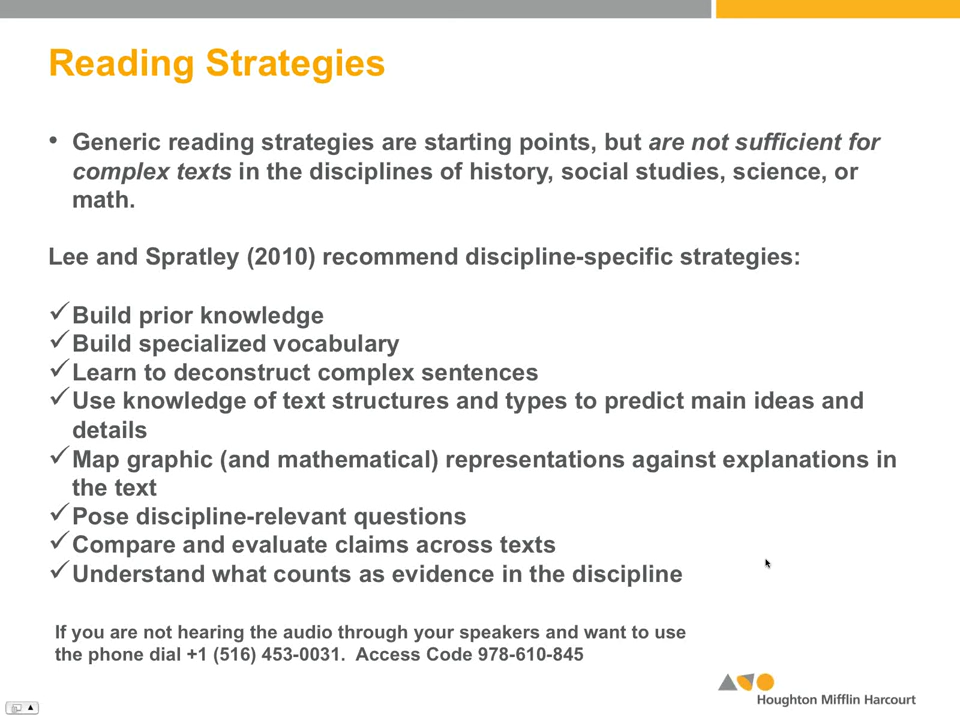 Reading Strategies
• Generic reading strategies are starting points, but are not sufficient for
complex texts in the disciplines of history, social studies, science, or
math.
Lee and Spratley (2010) recommend discipline-specific strategies:
✓Build prior knowledge
✓Build specialized vocabulary
✓Learn to deconstruct complex sentences
✓Use knowledge of text structures and types to predict main ideas and
details
✓Map graphic (and mathematical) representations against explanations in
the text
✓Pose discipline-relevant questions
✓Compare and evaluate claims across texts
✓Understand what counts as evidence in the discipline
If you are not hearing the audio through your speakers and want to use
the phone dial +1 (516) 453-0031.  Access Code 978-610-845
Houghton Mifflin Harcourt